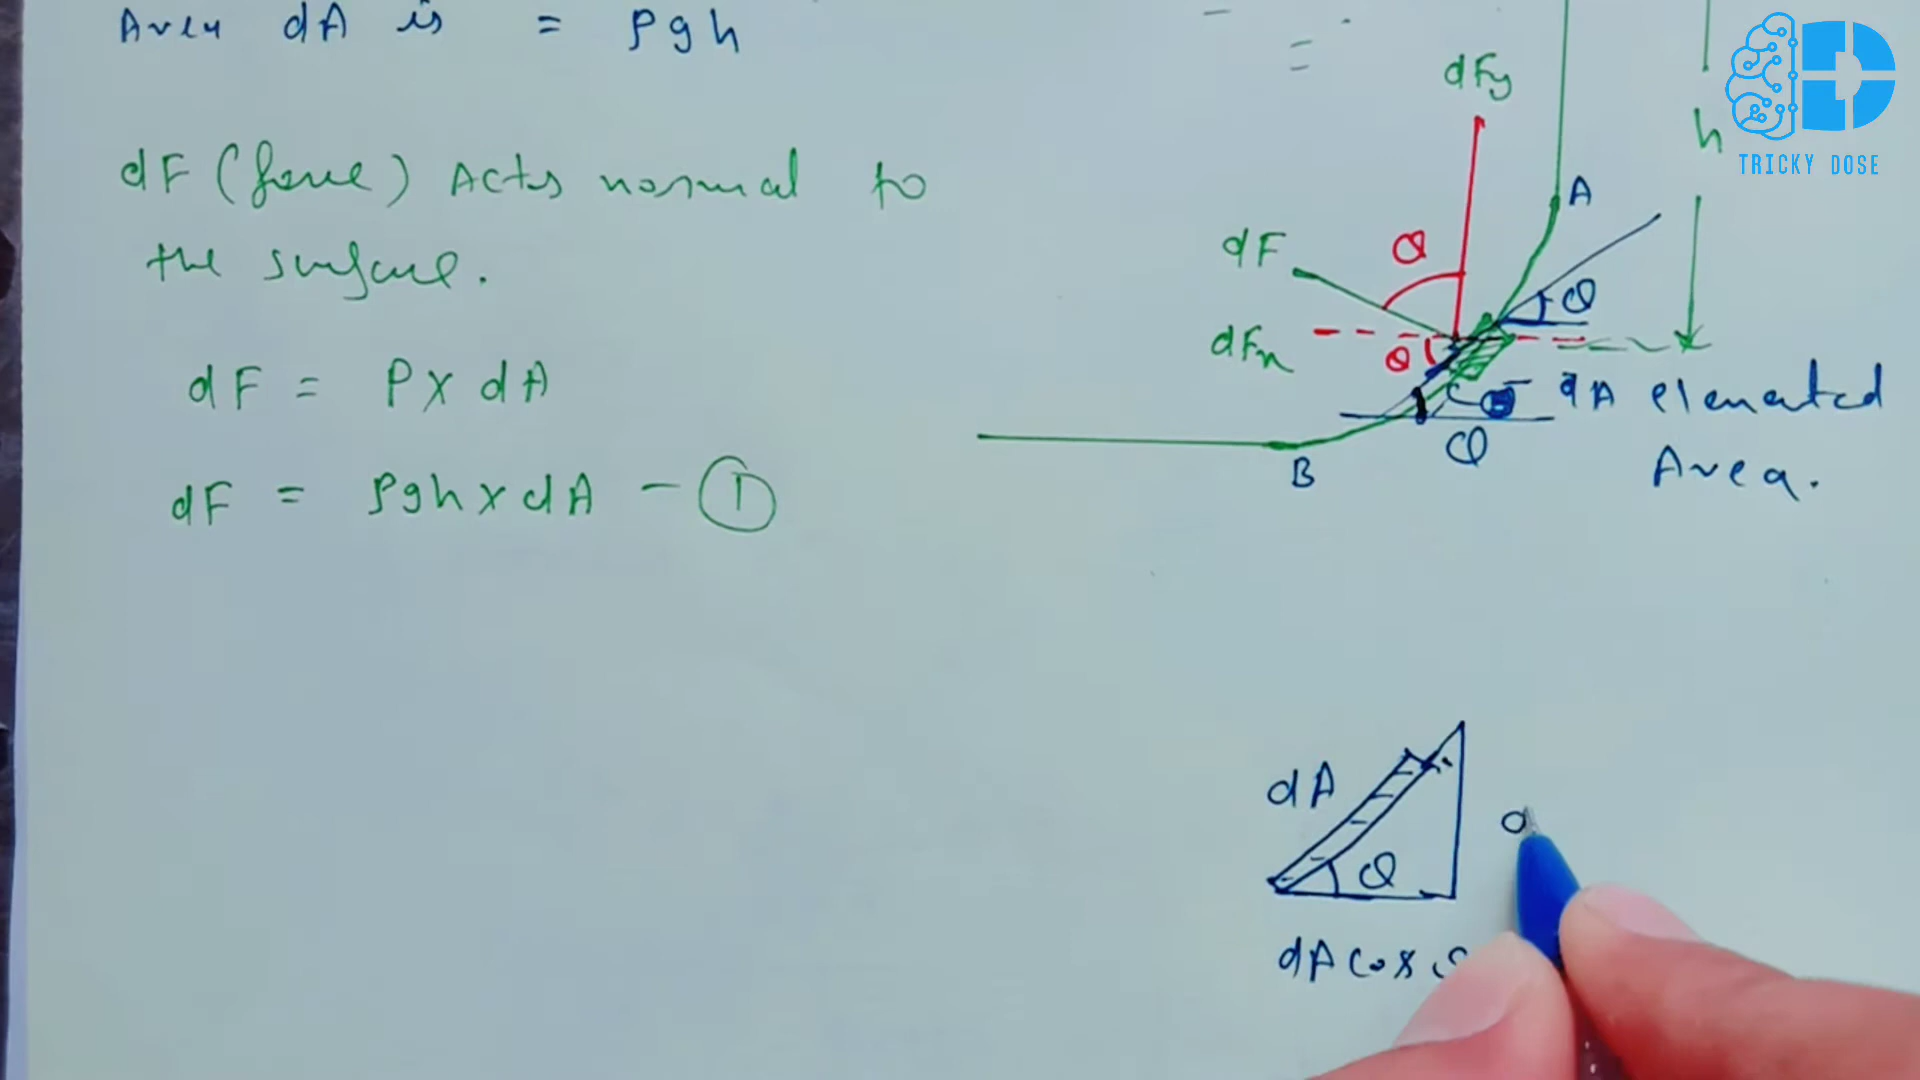 Area dA is = ρgh
dF (force) Acts normal to
the surface.
dF = P X dA
dF = ρgh x dA - ①
dFy
h
A
dF
θ
θ
dFx
θ
C
dA elemented
Area.
θ
B
dA
θ
dA cos
TRICKY DOSE